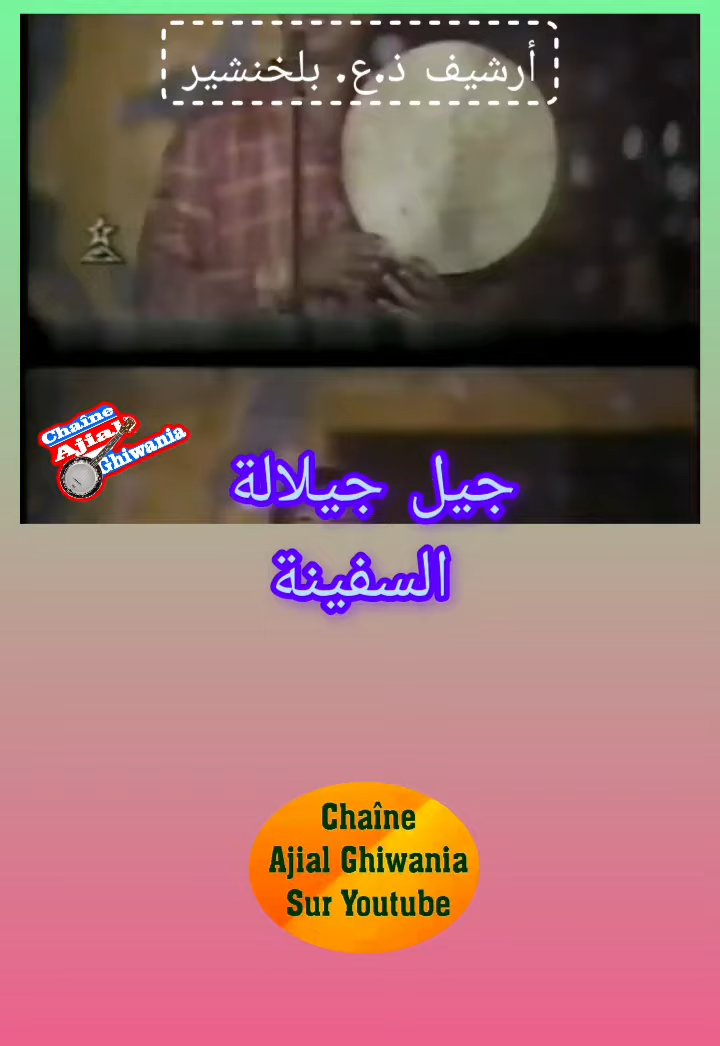 أرشيف ذ.ع. بلخنشير
Chaîne
Ajial
Ghiwania
جيل جيلالة
السفينة
Chaîne
Ajial Ghiwania
Sur Youtube